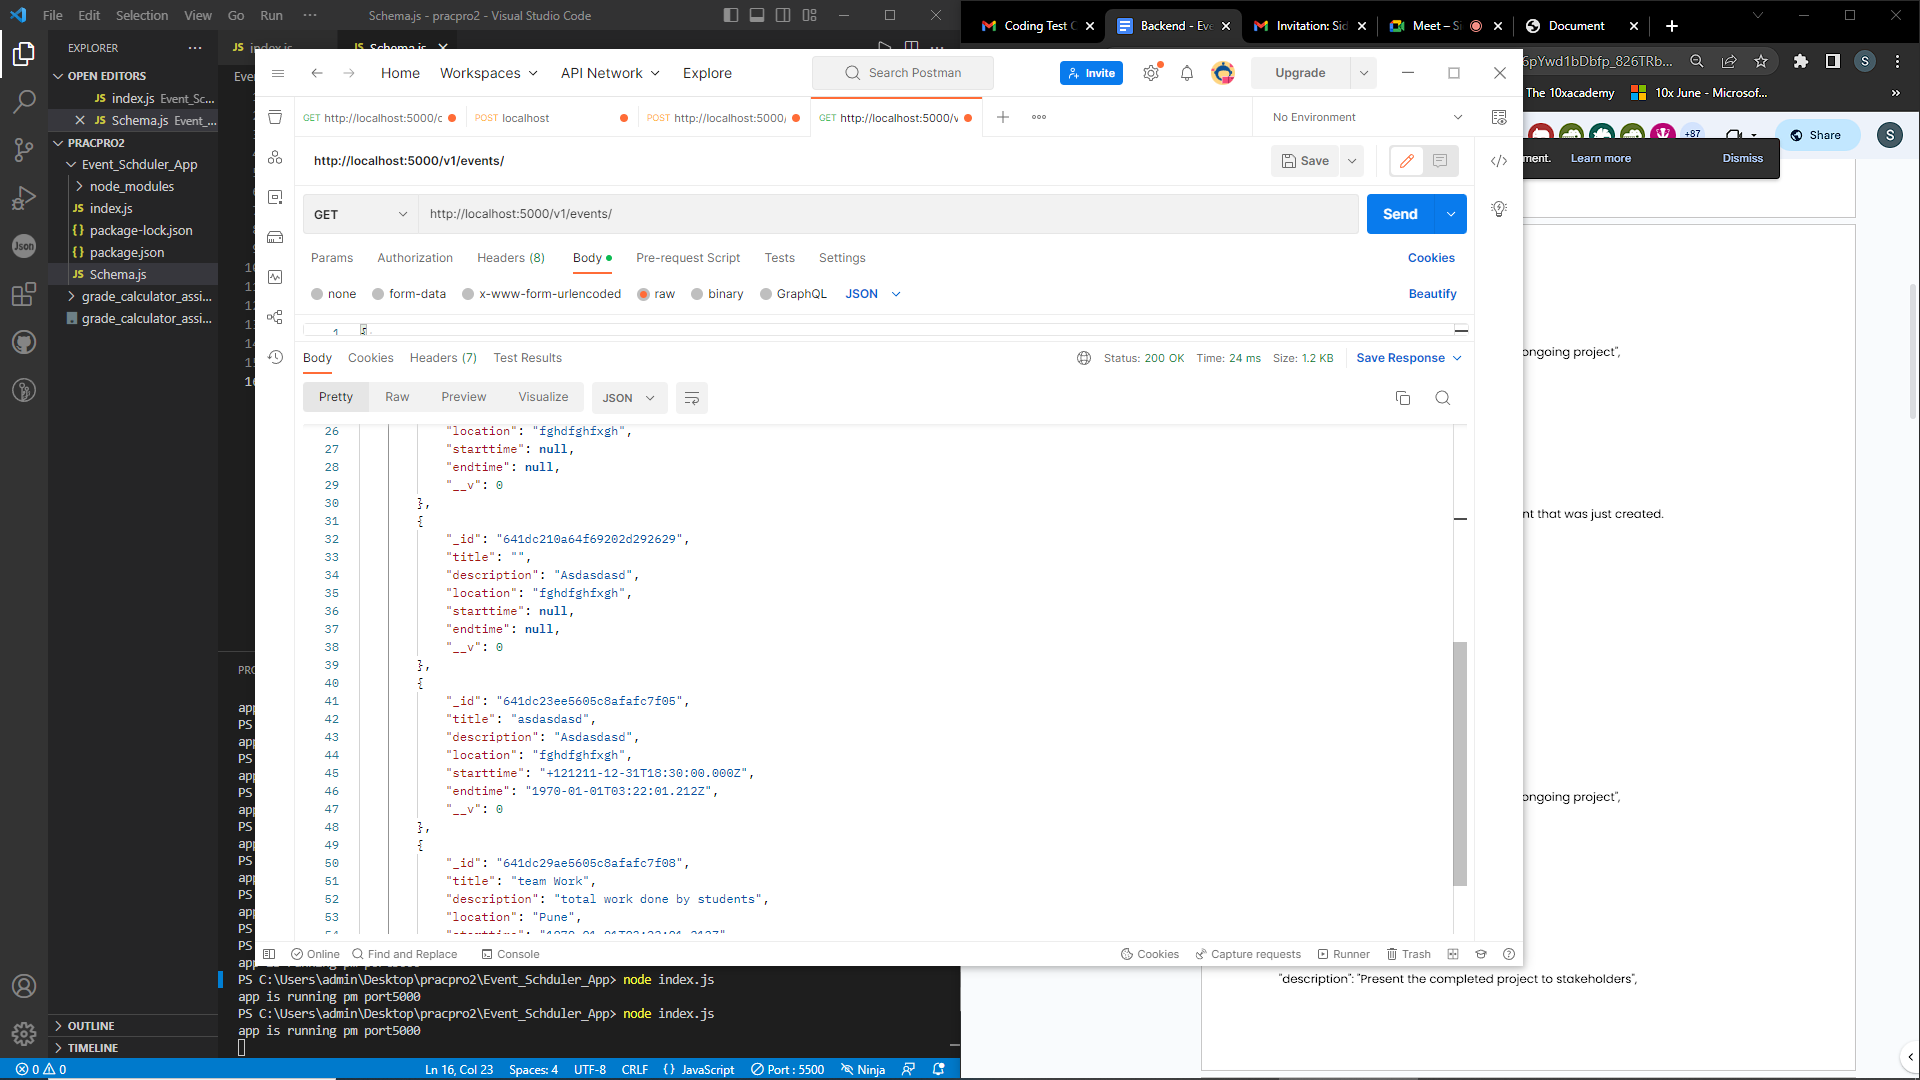 File Edit Selection View Go Run ··· Schema.js - pracpro2 - Visual Studio Code
EXPLORER
OPEN EDITORS
JS index.js Event_Sc...
JS Schema.js Event_...
PRACPRO2
Event_Schduler_App
node_modules
JS index.js
{} package-lock.json
{} package.json
JS Schema.js
grade_calculator_assi...
grade_calculator_assi...
OUTLINE
TIMELINE
JS index.js
JS Schema.js
Home Workspaces API Network Explore
Search Postman
Invite
Upgrade
GET http://localhost:5000/c
POST localhost
POST http://localhost:5000/
GET http://localhost:5000/v
No Environment
http://localhost:5000/v1/events/
Save
GET http://localhost:5000/v1/events/
Send
Params Authorization Headers (8) Body Pre-request Script Tests Settings Cookies
none form-data x-www-form-urlencoded raw binary GraphQL JSON Beautify
1
Body Cookies Headers (7) Test Results
Status: 200 OK Time: 24 ms Size: 1.2 KB Save Response
Pretty Raw Preview Visualize JSON
26 "location": "fghdfghfxgh",
27 "starttime": null,
28 "endtime": null,
29 "__v": 0
30 },
31 {
32 "_id": "641dc210a64f69202d292629",
33 "title": "",
34 "description": "Asdasdasd",
35 "location": "fghdfghfxgh",
36 "starttime": null,
37 "endtime": null,
38 "__v": 0
39 },
40 {
41 "_id": "641dc23ee5605c8afafc7f05",
42 "title": "asdasdasd",
43 "description": "Asdasdasd",
44 "location": "fghdfghfxgh",
45 "starttime": "+121211-12-31T18:30:00.000Z",
46 "endtime": "1970-01-01T03:22:01.212Z",
47 "__v": 0
48 },
49 {
50 "_id": "641dc29ae5605c8afafc7f08",
51 "title": "team Work",
52 "description": "total work done by students",
53 "location": "Pune",
Online Find and Replace Console Cookies Capture requests Runner Trash
PS C:\Users\admin\Desktop\pracpro2\Event_Schduler_App> node index.js
app is running pm port5000
PS C:\Users\admin\Desktop\pracpro2\Event_Schduler_App> node index.js
app is running pm port5000
0 0 Ln 16, Col 23 Spaces: 4 UTF-8 CRLF {} JavaScript Port : 5500 Ninja
Coding Test
Backend - Eve
Invitation: Sid
Meet – Si
Document
6pYwd1bDbfp_826TRb...
The 10xacademy 10x June - Microsof...
+87
Share
S
ment. Learn more Dismiss
ongoing project",
nt that was just created.
ongoing project",
"description": "Present the completed project to stakeholders",